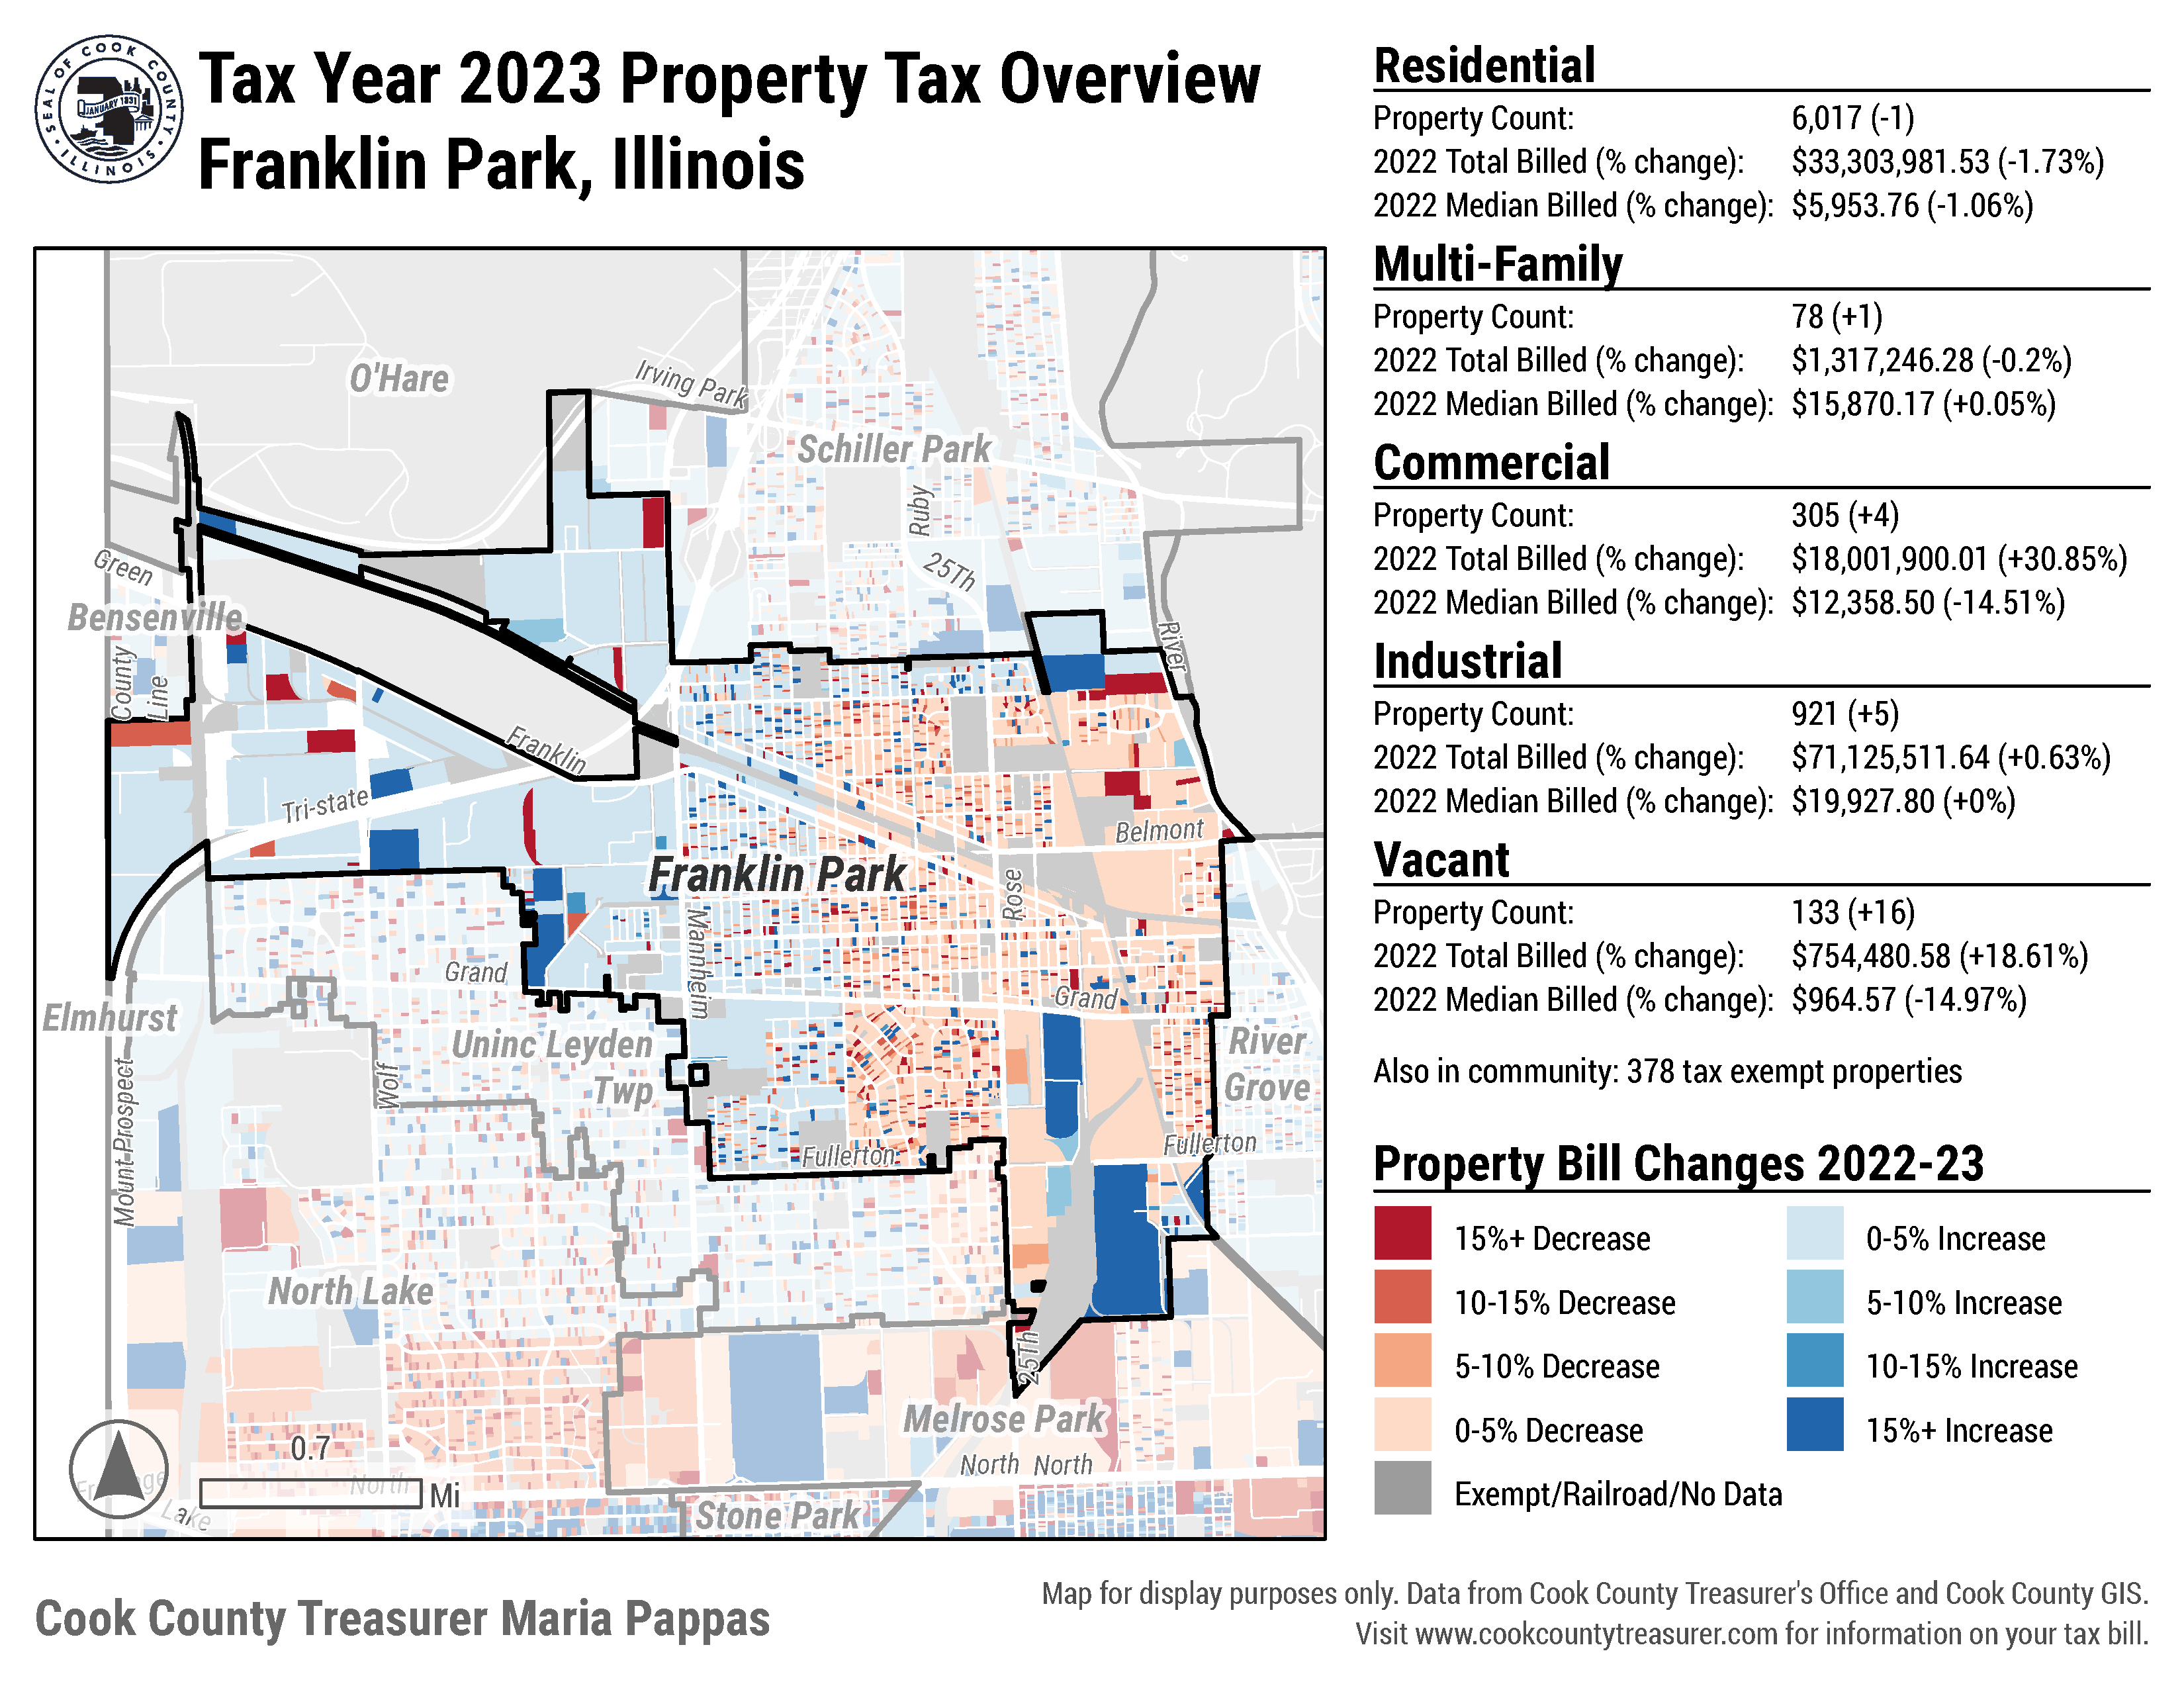 SEAL OF COOK COUNTY
JANUARY 1831
ILLINOIS
Tax Year 2023 Property Tax Overview
Franklin Park, Illinois
O'Hare
Irving Park
Schiller Park
Ruby
25Th
Green
Bensenville
County
Line
River
Franklin
Tri-state
Belmont
Franklin Park
Rose
Mannheim
Grand
Grand
Elmhurst
Uninc Leyden
Twp
River
Grove
Wolf
Mount Prospect
Fullerton
Fullerton
North Lake
25Th
Melrose Park
North North
0.7
Mi
North
Lake
Stone Park
Residential
Property Count: 6,017 (-1)
2022 Total Billed (% change): $33,303,981.53 (-1.73%)
2022 Median Billed (% change): $5,953.76 (-1.06%)
Multi-Family
Property Count: 78 (+1)
2022 Total Billed (% change): $1,317,246.28 (-0.2%)
2022 Median Billed (% change): $15,870.17 (+0.05%)
Commercial
Property Count: 305 (+4)
2022 Total Billed (% change): $18,001,900.01 (+30.85%)
2022 Median Billed (% change): $12,358.50 (-14.51%)
Industrial
Property Count: 921 (+5)
2022 Total Billed (% change): $71,125,511.64 (+0.63%)
2022 Median Billed (% change): $19,927.80 (+0%)
Vacant
Property Count: 133 (+16)
2022 Total Billed (% change): $754,480.58 (+18.61%)
2022 Median Billed (% change): $964.57 (-14.97%)
Also in community: 378 tax exempt properties
Property Bill Changes 2022-23
15%+ Decrease
0-5% Increase
10-15% Decrease
5-10% Increase
5-10% Decrease
10-15% Increase
0-5% Decrease
15%+ Increase
Exempt/Railroad/No Data
Cook County Treasurer Maria Pappas
Map for display purposes only. Data from Cook County Treasurer's Office and Cook County GIS.
Visit www.cookcountytreasurer.com for information on your tax bill.